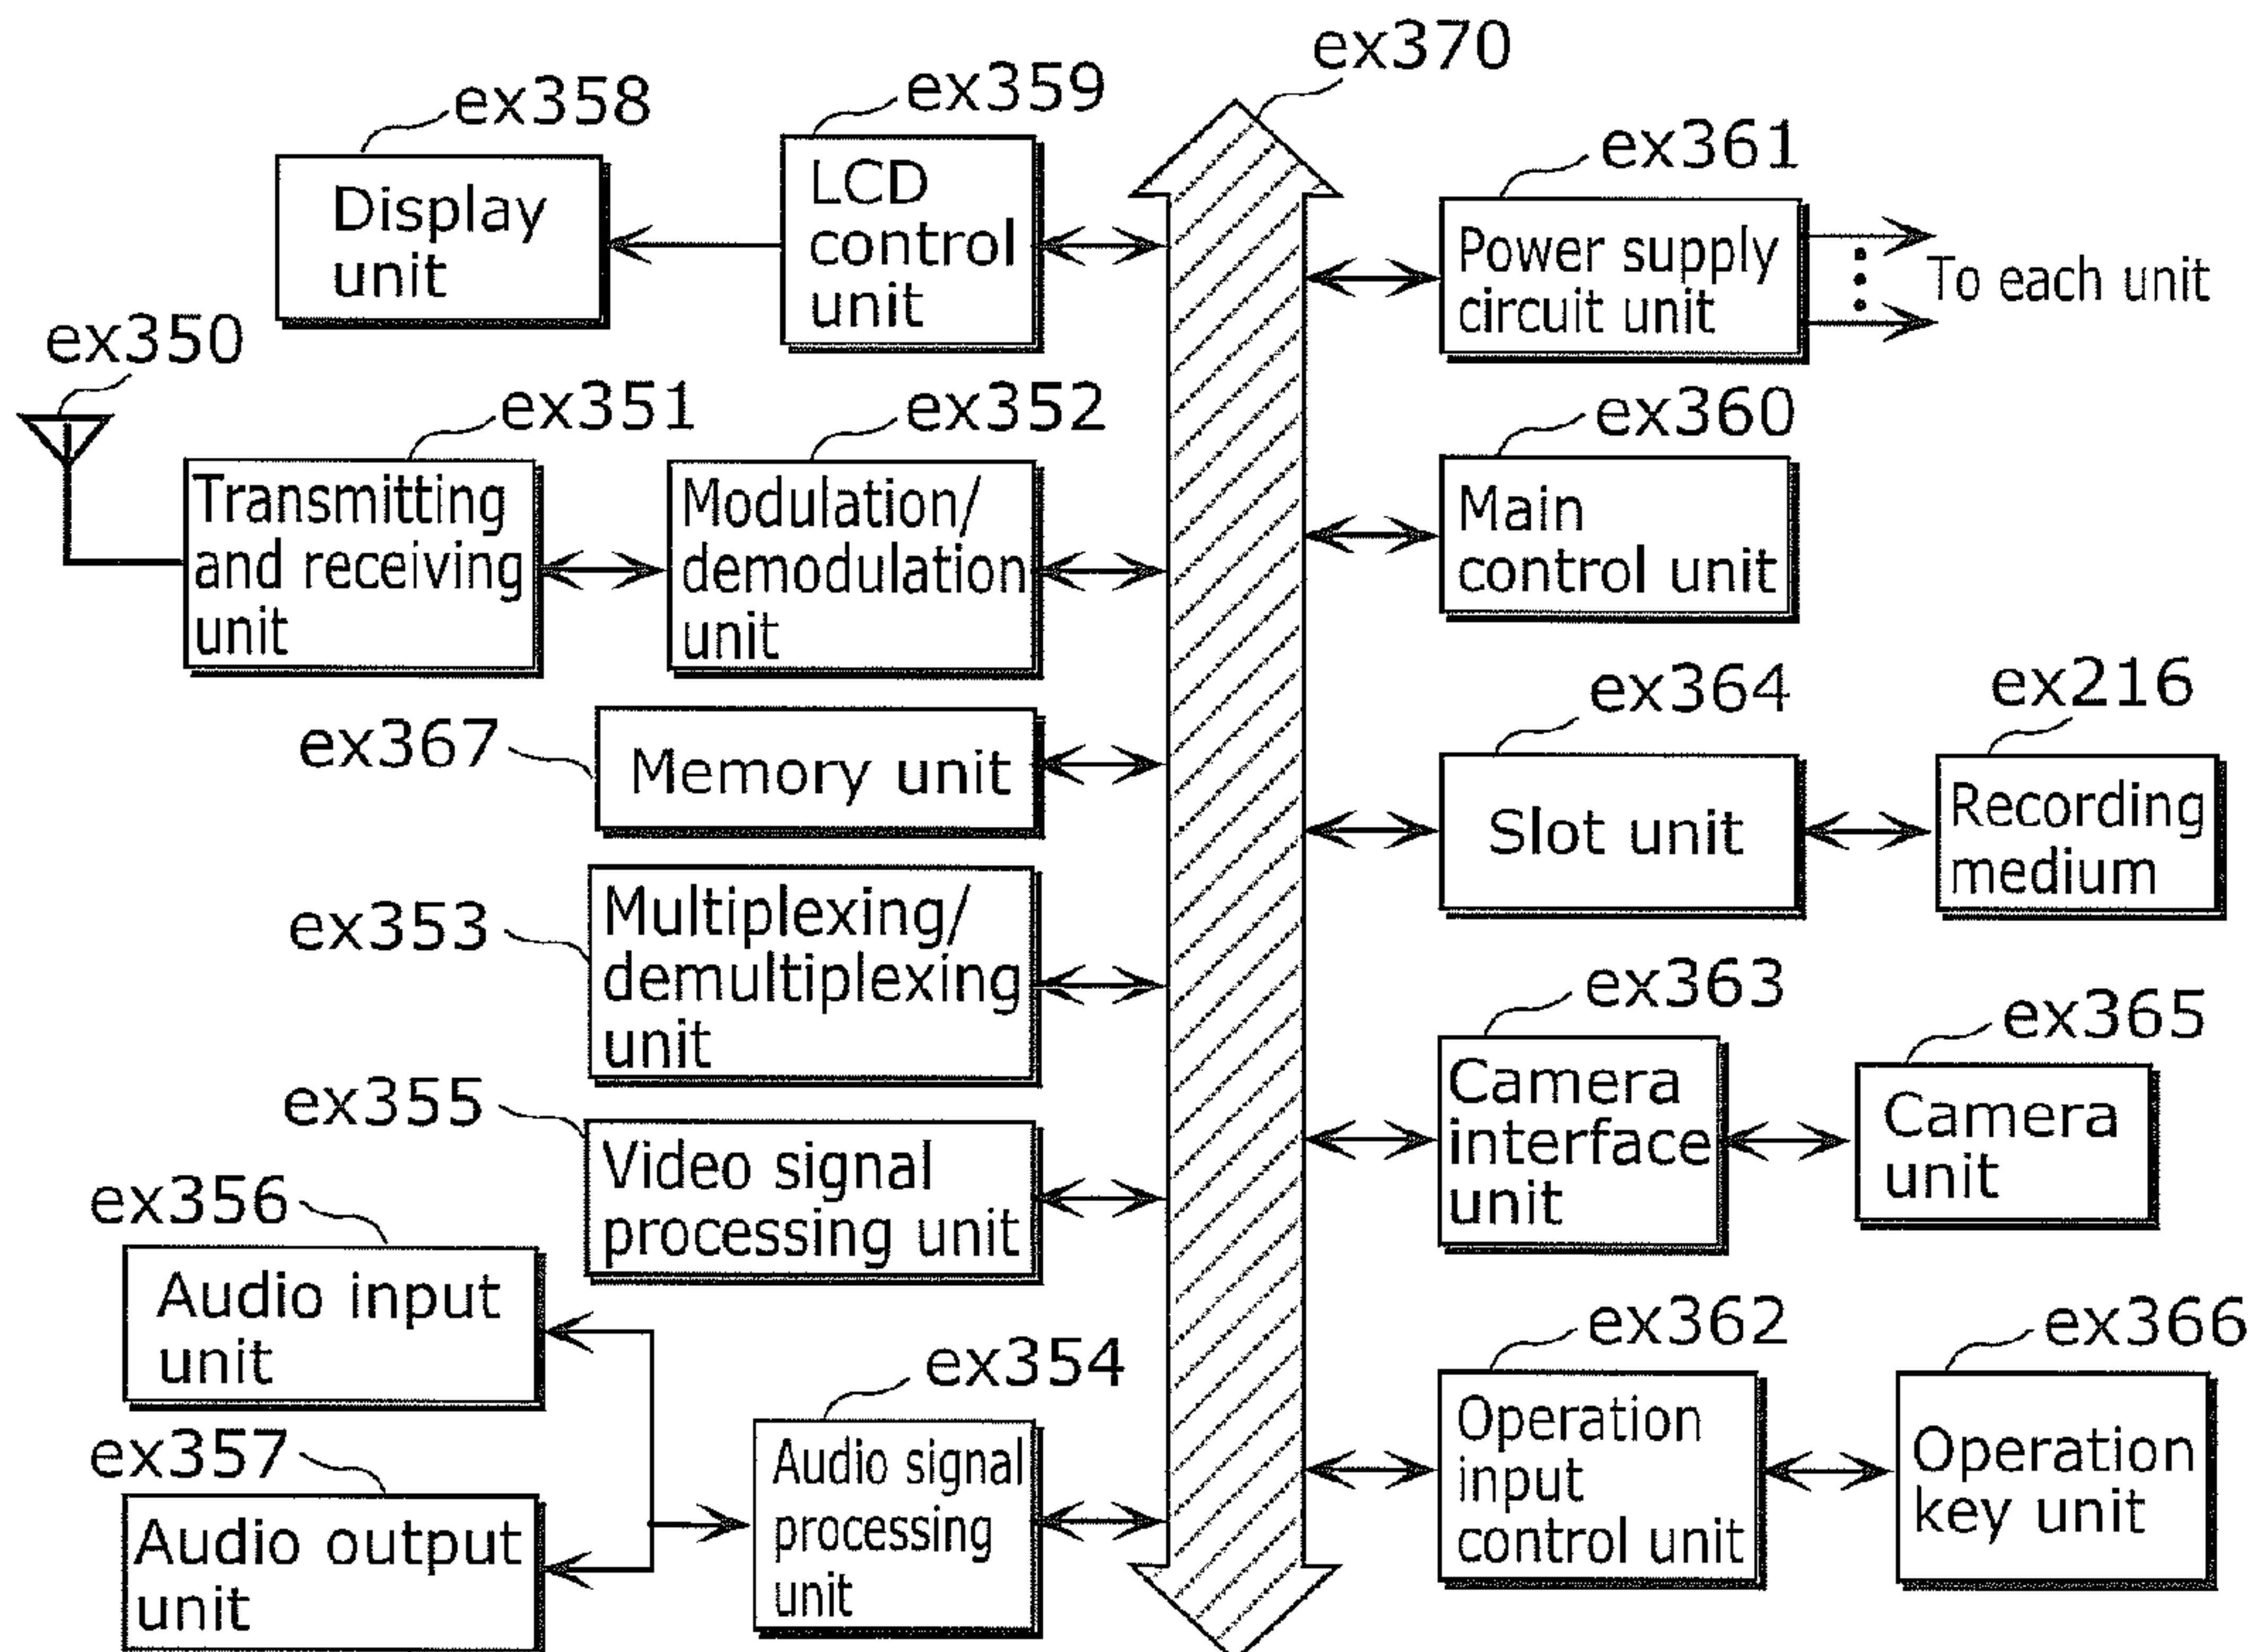 ex370
ex358
ex359
ex361
Display
unit
LCD
control
unit
Power supply
circuit unit
To each unit
ex350
ex351
ex352
ex360
Transmitting
and receiving
unit
Modulation/
demodulation
unit
Main
control unit
ex367
Memory unit
ex364
ex216
Slot unit
Recording
medium
ex353
Multiplexing/
demultiplexing
unit
ex363
ex365
Camera
interface
unit
Camera
unit
ex355
Video signal
processing unit
ex356
Audio input
unit
ex354
Audio signal
processing
unit
ex357
Audio output
unit
ex362
ex366
Operation
input
control unit
Operation
key unit